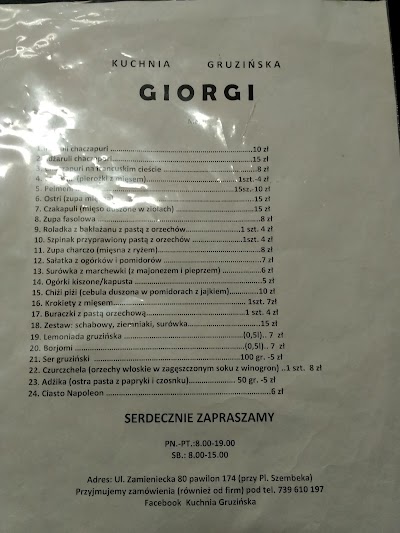 KUCHNIA GRUZIŃSKA
GIORGI
chaczapuri ........ 10 zł
2. Adżaruli chaczapuri ........ 15 zł
na francuskim cieście ........ 8 zł
4. (pierożki z mięsem) ........ 1szt.-4 zł
5. Pelmeni ........ 15sz.-10 zł
6. Ostri (zupa ........ 15 zł
7. Czakapuli (mięso duszone w ziołach) ........ 15 zł
8. Zupa fasolowa ........ 8 zł
9. Roladka z bakłażanu z pastą z orzechów ........ 1 szt. 4 zł
10. Szpinak przyprawiony pastą z orzechów ........ 1szt. 4 zł
11. Zupa charczo (mięsna z ryżem) ........ 8 zł
12. Sałatka z ogórków i pomidorów ........ 7 zł
13. Surówka z marchewki (z majonezem i pieprzem) ........ 6 zł
14. Ogórki kiszone/kapusta ........ 5 zł
15. Chiżi piżi (cebula duszona w pomidorach z jajkiem) ........ 10 zł
16. Krokiety z mięsem ........ 1szt. 7zł
17. Buraczki z pastą orzechową ........ 1 szt. 4 zł
18. Zestaw: schabowy, ziemniaki, surówka ........ 15 zł
19. Lemoniada gruzińska ........ (0,5l).. 7 zł
20. Borjomi ........ (0,5l).. 7 zł
21. Ser gruziński ........ 100 gr. -5 zł
22. Czurczchela (orzechy włoskie w zagęszczonym soku z winogron) ..1 szt. 8 zł
23. Adżika (ostra pasta z papryki i czosnku) ........ 50 gr. -5 zł
24. Ciasto Napoleon ........ 6 zł
SERDECZNIE ZAPRASZAMY
PN.-PT.:8.00-19.00
SB.: 8.00-15.00
Adres: Ul. Zamieniecka 80 pawilon 174 (przy Pl. Szembeka)
Przyjmujemy zamówienia (również od firm) pod tel. 739 610 197
Facebook Kuchnia Gruzińska